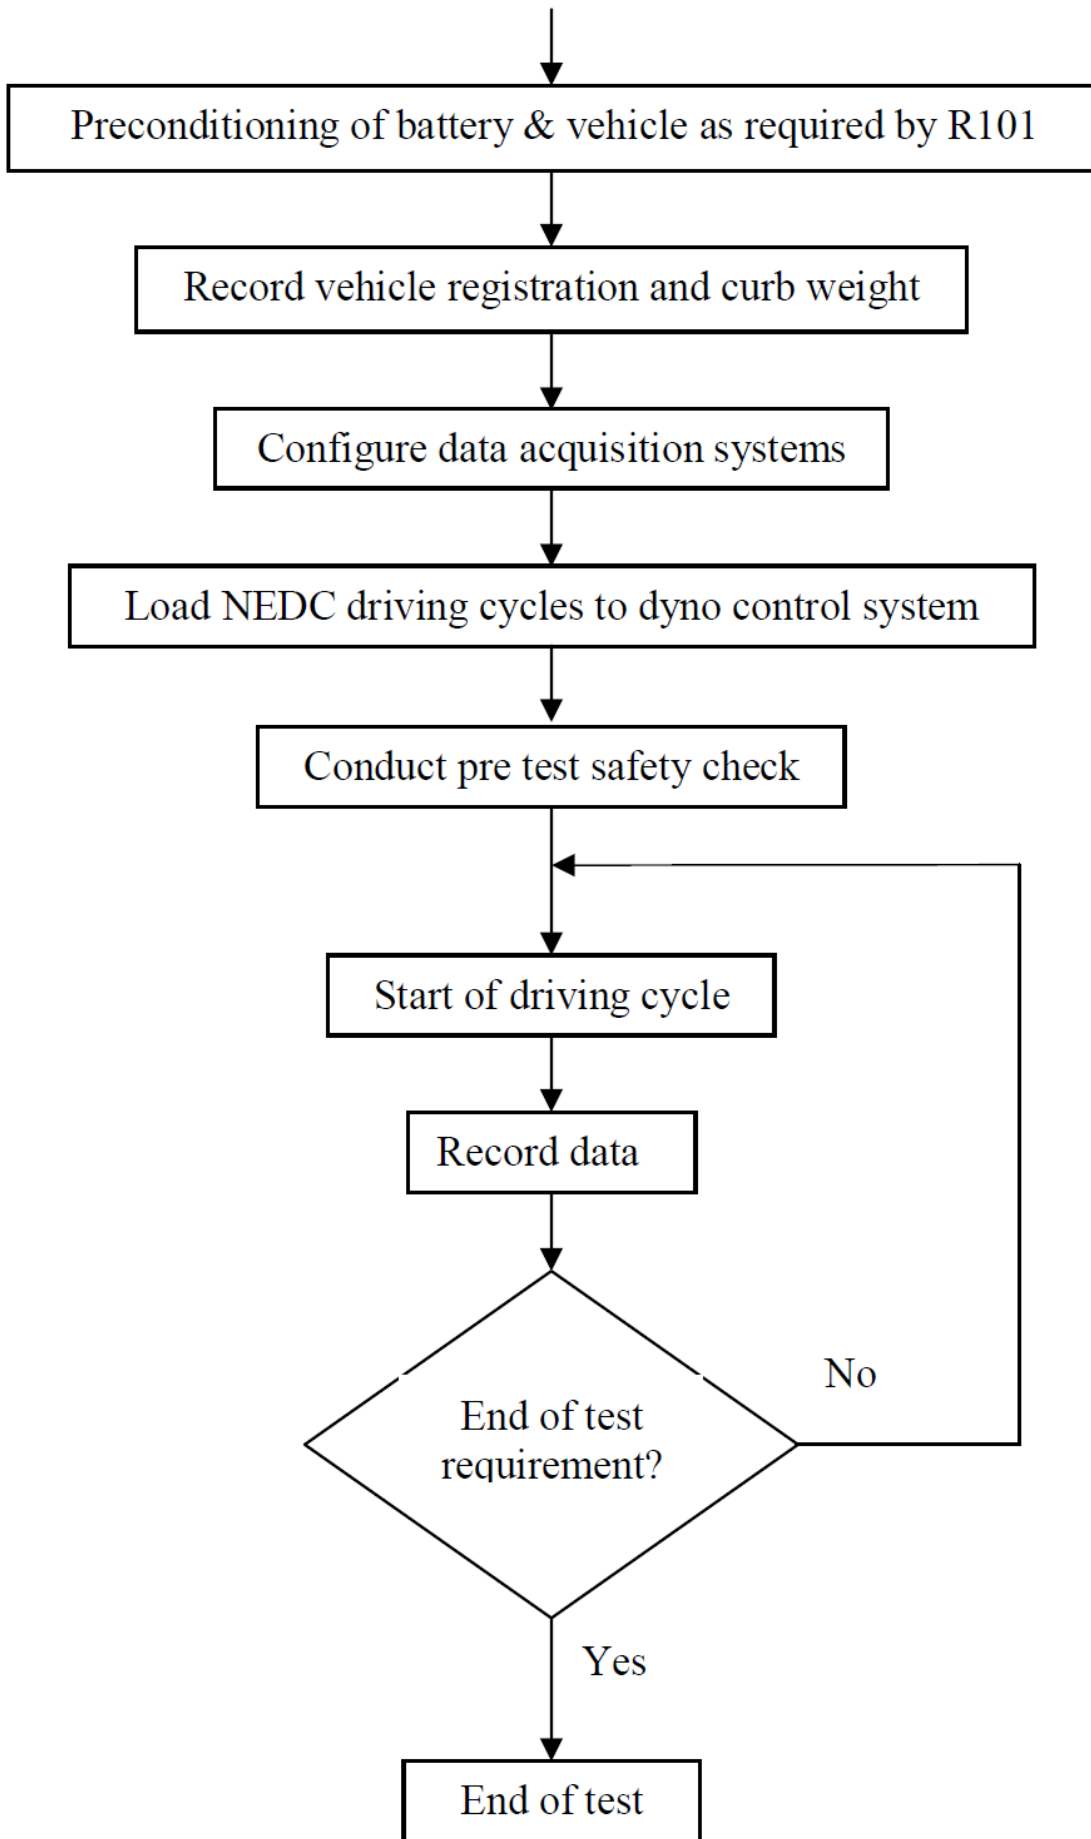 Preconditioning of battery & vehicle as required by R101
Record vehicle registration and curb weight
Configure data acquisition systems
Load NEDC driving cycles to dyno control system
Conduct pre test safety check
Start of driving cycle
Record data
No
End of test
requirement?
Yes
End of test